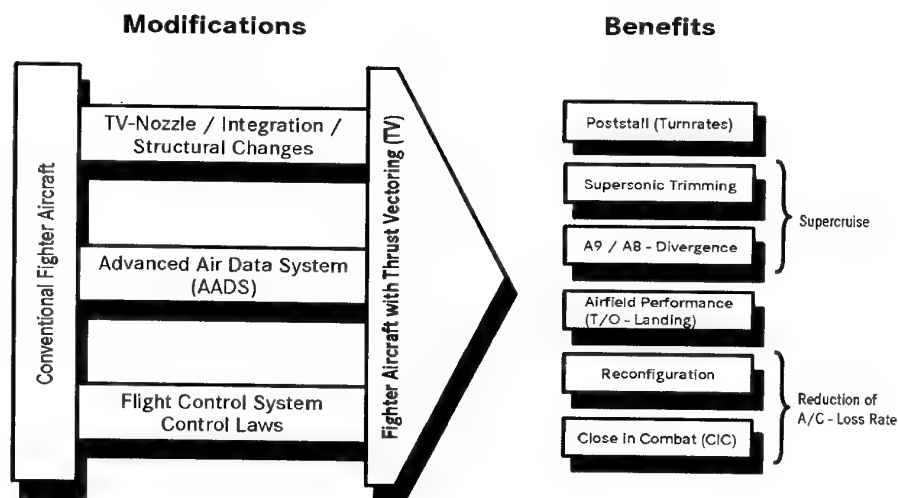 Modifications
Benefits
Conventional Fighter Aircraft
TV-Nozzle / Integration /
Structural Changes
Advanced Air Data System
(AADS)
Flight Control System
Control Laws
Fighter Aircraft with Thrust Vectoring (TV)
Poststall (Turnrates)
Supersonic Trimming
A9 / A8 - Divergence
Supercruise
Airfield Performance
(T/O - Landing)
Reconfiguration
Close in Combat (CIC)
Reduction of
A/C - Loss Rate